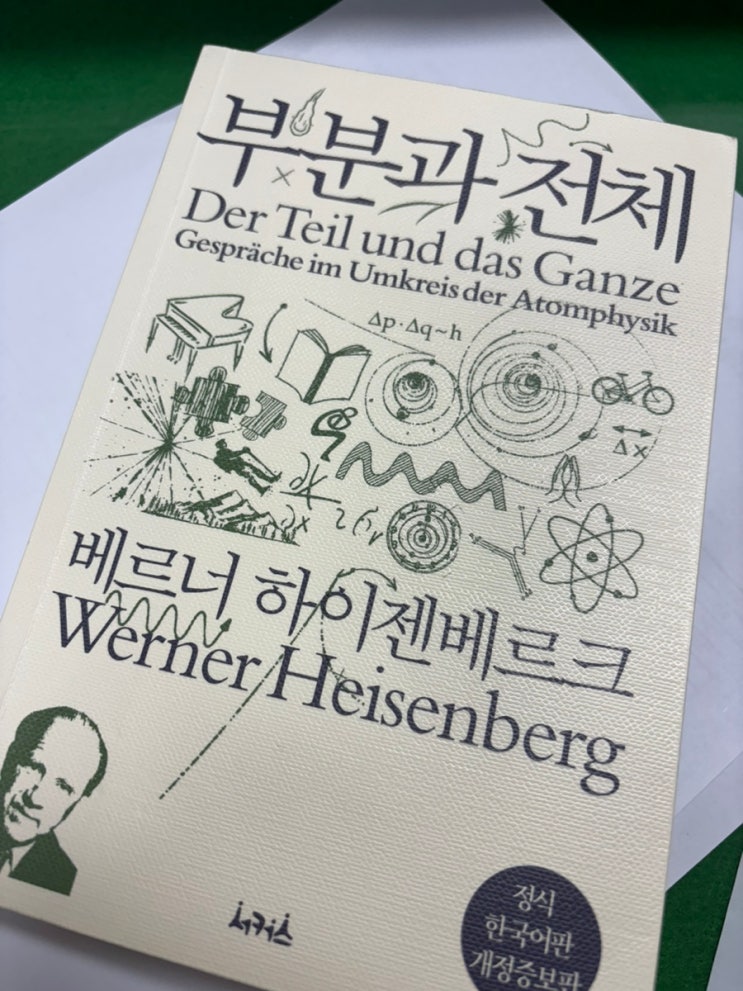 부분과 전체
Der Teil und das Ganze
Gespräche im Umkreis der Atomphysik
Δp·Δq~h
Δx
베르너 하이젠베르크
Werner Heisenberg
서커스
정식
한국어판
개정증보판